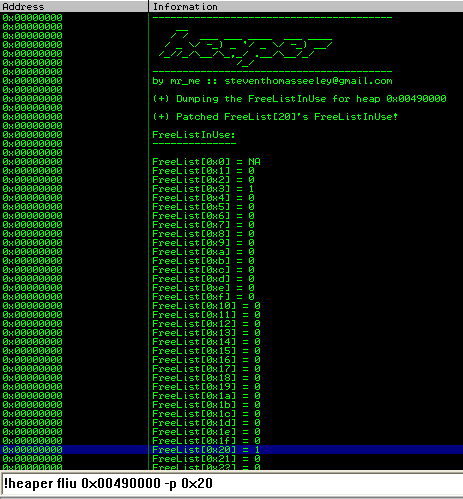 Address Information
0x00000000 ----------------------------------------
0x00000000
0x00000000
0x00000000
0x00000000
0x00000000
0x00000000 ----------------------------------------
0x00000000 by mr_me :: steventhomasseeley@gmail.com
0x00000000
0x00000000 (+) Dumping the FreeListInUse for heap 0x00490000
0x00000000
0x00000000 (+) Patched FreeList[20]'s FreeListInUse!
0x00000000
0x00000000 FreeListInUse:
0x00000000 --------------
0x00000000
0x00000000 FreeList[0x0] = NA
0x00000000 FreeList[0x1] = 0
0x00000000 FreeList[0x2] = 0
0x00000000 FreeList[0x3] = 1
0x00000000 FreeList[0x4] = 0
0x00000000 FreeList[0x5] = 0
0x00000000 FreeList[0x6] = 0
0x00000000 FreeList[0x7] = 0
0x00000000 FreeList[0x8] = 0
0x00000000 FreeList[0x9] = 0
0x00000000 FreeList[0xa] = 0
0x00000000 FreeList[0xb] = 0
0x00000000 FreeList[0xc] = 0
0x00000000 FreeList[0xd] = 0
0x00000000 FreeList[0xe] = 0
0x00000000 FreeList[0xf] = 0
0x00000000 FreeList[0x10] = 0
0x00000000 FreeList[0x11] = 0
0x00000000 FreeList[0x12] = 0
0x00000000 FreeList[0x13] = 0
0x00000000 FreeList[0x14] = 0
0x00000000 FreeList[0x15] = 0
0x00000000 FreeList[0x16] = 0
0x00000000 FreeList[0x17] = 0
0x00000000 FreeList[0x18] = 0
0x00000000 FreeList[0x19] = 0
0x00000000 FreeList[0x1a] = 0
0x00000000 FreeList[0x1b] = 0
0x00000000 FreeList[0x1c] = 0
0x00000000 FreeList[0x1d] = 0
0x00000000 FreeList[0x1e] = 0
0x00000000 FreeList[0x1f] = 0
0x00000000 FreeList[0x20] = 1
0x00000000 FreeList[0x21] = 0
0x00000000 FreeList[0x22] = 0
!heaper fliu 0x00490000 -p 0x20